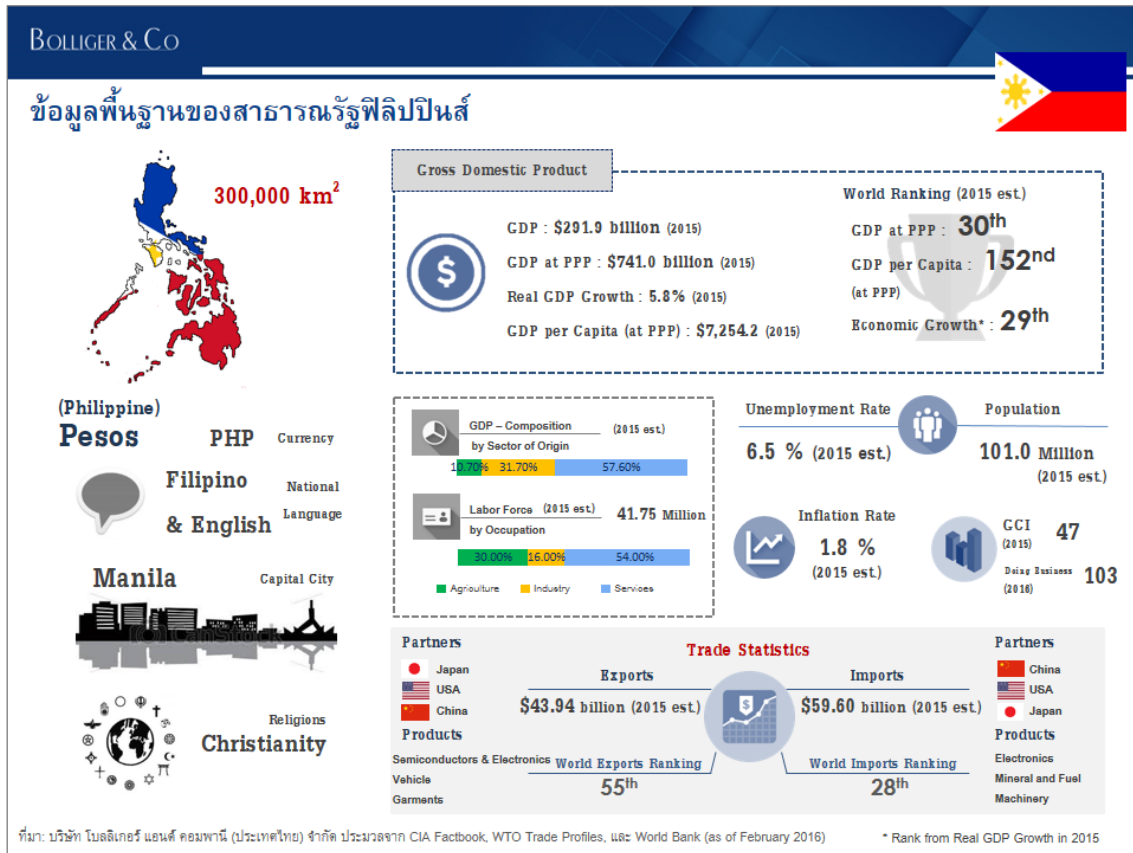 BOLLIGER & CO
ข้อมูลพื้นฐานของสาธารณรัฐฟิลิปปินส์
300,000 km²
(Philippine)
Pesos PHP Currency
Filipino National
& English Language
Manila Capital City
CanStock
Religions
Christianity
Gross Domestic Product
GDP : $291.9 billion (2015)
GDP at PPP : $741.0 billion (2015)
Real GDP Growth : 5.8% (2015)
GDP per Capita (at PPP) : $7,254.2 (2015)
World Ranking (2015 est.)
GDP at PPP : 30th
GDP per Capita : 152nd
(at PPP)
Economic Growth* : 29th
GDP – Composition (2015 est.)
by Sector of Origin
10.70% 31.70% 57.60%
Labor Force (2015 est.) 41.75 Million
by Occupation
30.00% 16.00% 54.00%
Agriculture Industry Services
Unemployment Rate
6.5 % (2015 est.)
Population
101.0 Million
(2015 est.)
Inflation Rate
1.8 %
(2015 est.)
GCI 47
(2015)
Doing Business 103
(2016)
Trade Statistics
Partners
Japan
USA
China
Products
Semiconductors & Electronics
Vehicle
Garments
Exports
$43.94 billion (2015 est.)
World Exports Ranking
55th
Imports
$59.60 billion (2015 est.)
World Imports Ranking
28th
Partners
China
USA
Japan
Products
Electronics
Mineral and Fuel
Machinery
ที่มา: บริษัท โบลลิเกอร์ แอนด์ คอมพานี (ประเทศไทย) จำกัด ประมวลจาก CIA Factbook, WTO Trade Profiles, และ World Bank (as of February 2016)
* Rank from Real GDP Growth in 2015